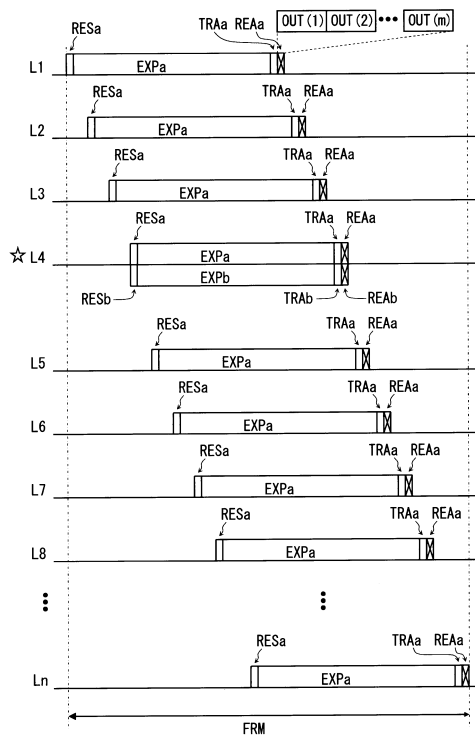 RESa TRAa REAa OUT(1) OUT(2) ••• OUT(m)
L1 EXPa
RESa TRAa REAa
L2 EXPa
RESa TRAa REAa
L3 EXPa
RESa TRAa REAa
☆ L4 EXPa
EXPb
RESb TRAb REAb
RESa TRAa REAa
L5 EXPa
RESa TRAa REAa
L6 EXPa
RESa TRAa REAa
L7 EXPa
RESa TRAa REAa
L8 EXPa
RESa TRAa REAa
Ln EXPa
FRM